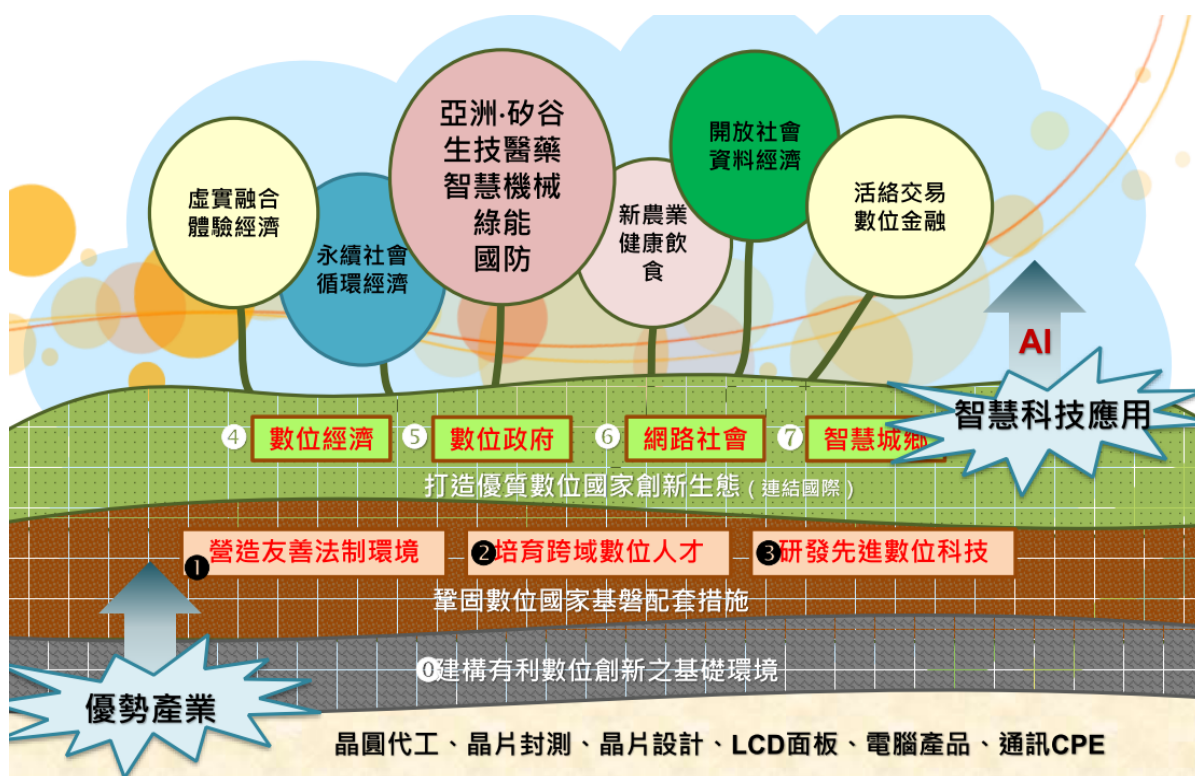 虛實融合
體驗經濟
永續社會
循環經濟
亞洲·矽谷
生技醫藥
智慧機械
綠能
國防
新農業
健康飲
食
開放社會
資料經濟
活絡交易
數位金融
AI
智慧科技應用
4 數位經濟 5 數位政府 6 網路社會 7 智慧城鄉
打造優質數位國家創新生態(連結國際)
1 營造友善法制環境 2 培育跨域數位人才 3 研發先進數位科技
鞏固數位國家基磐配套措施
0 建構有利數位創新之基礎環境
優勢產業
晶圓代工、晶片封測、晶片設計、LCD面板、電腦產品、通訊CPE